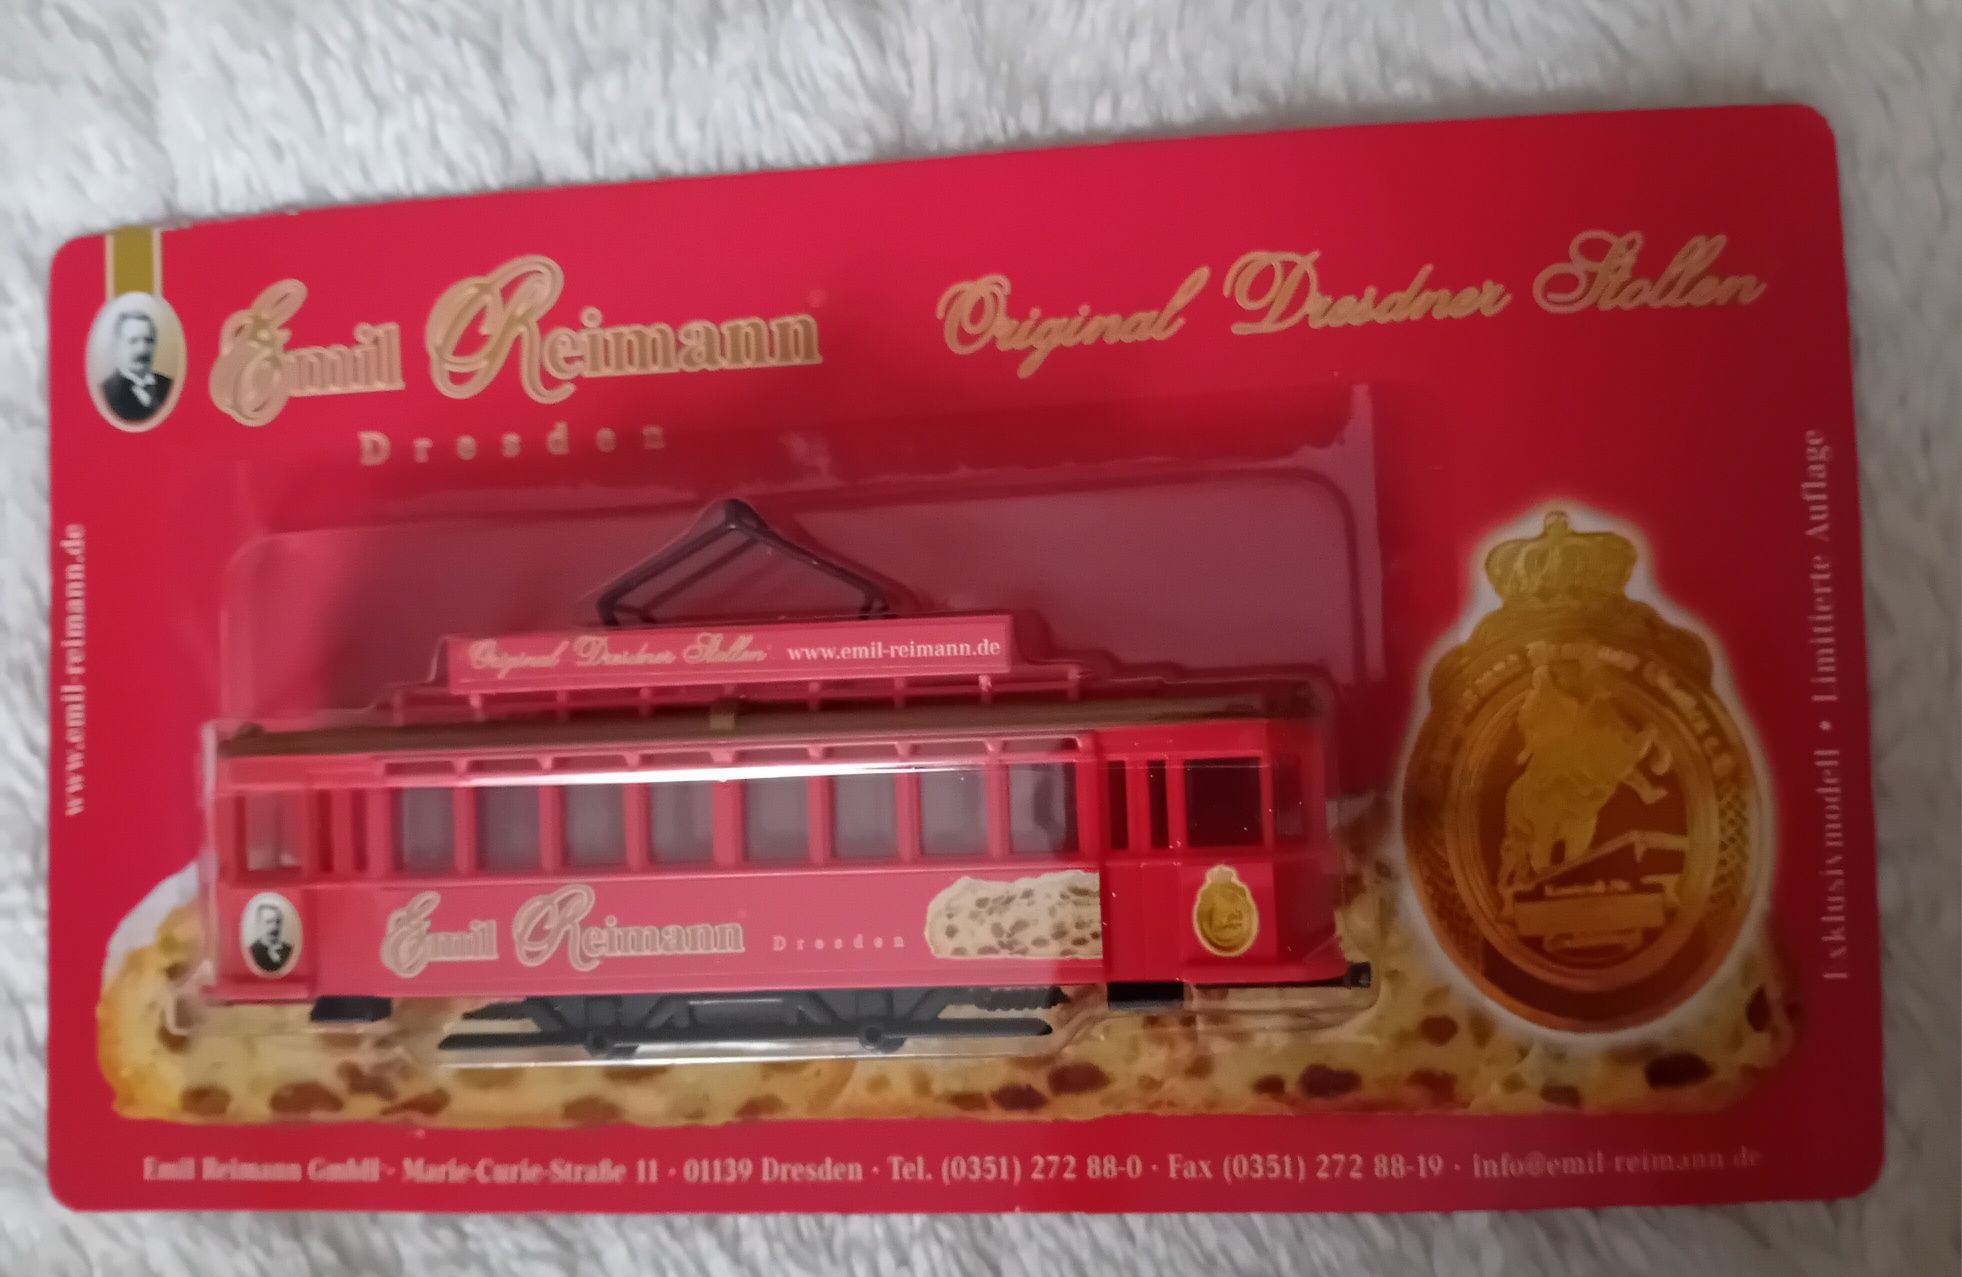 Emil Reimann
Dresden
Original Dresdner Stollen
www.emil-reimann.de
Original Dresdner Stollen www.emil-reimann.de
Emil Reimann Dresden
Exklusivmodell • Limitierte Auflage
Emil Reimann GmbH · Marie-Curie-Straße 11 · 01139 Dresden · Tel. (0351) 272 88-0 · Fax (0351) 272 88-19 · info@emil-reimann.de